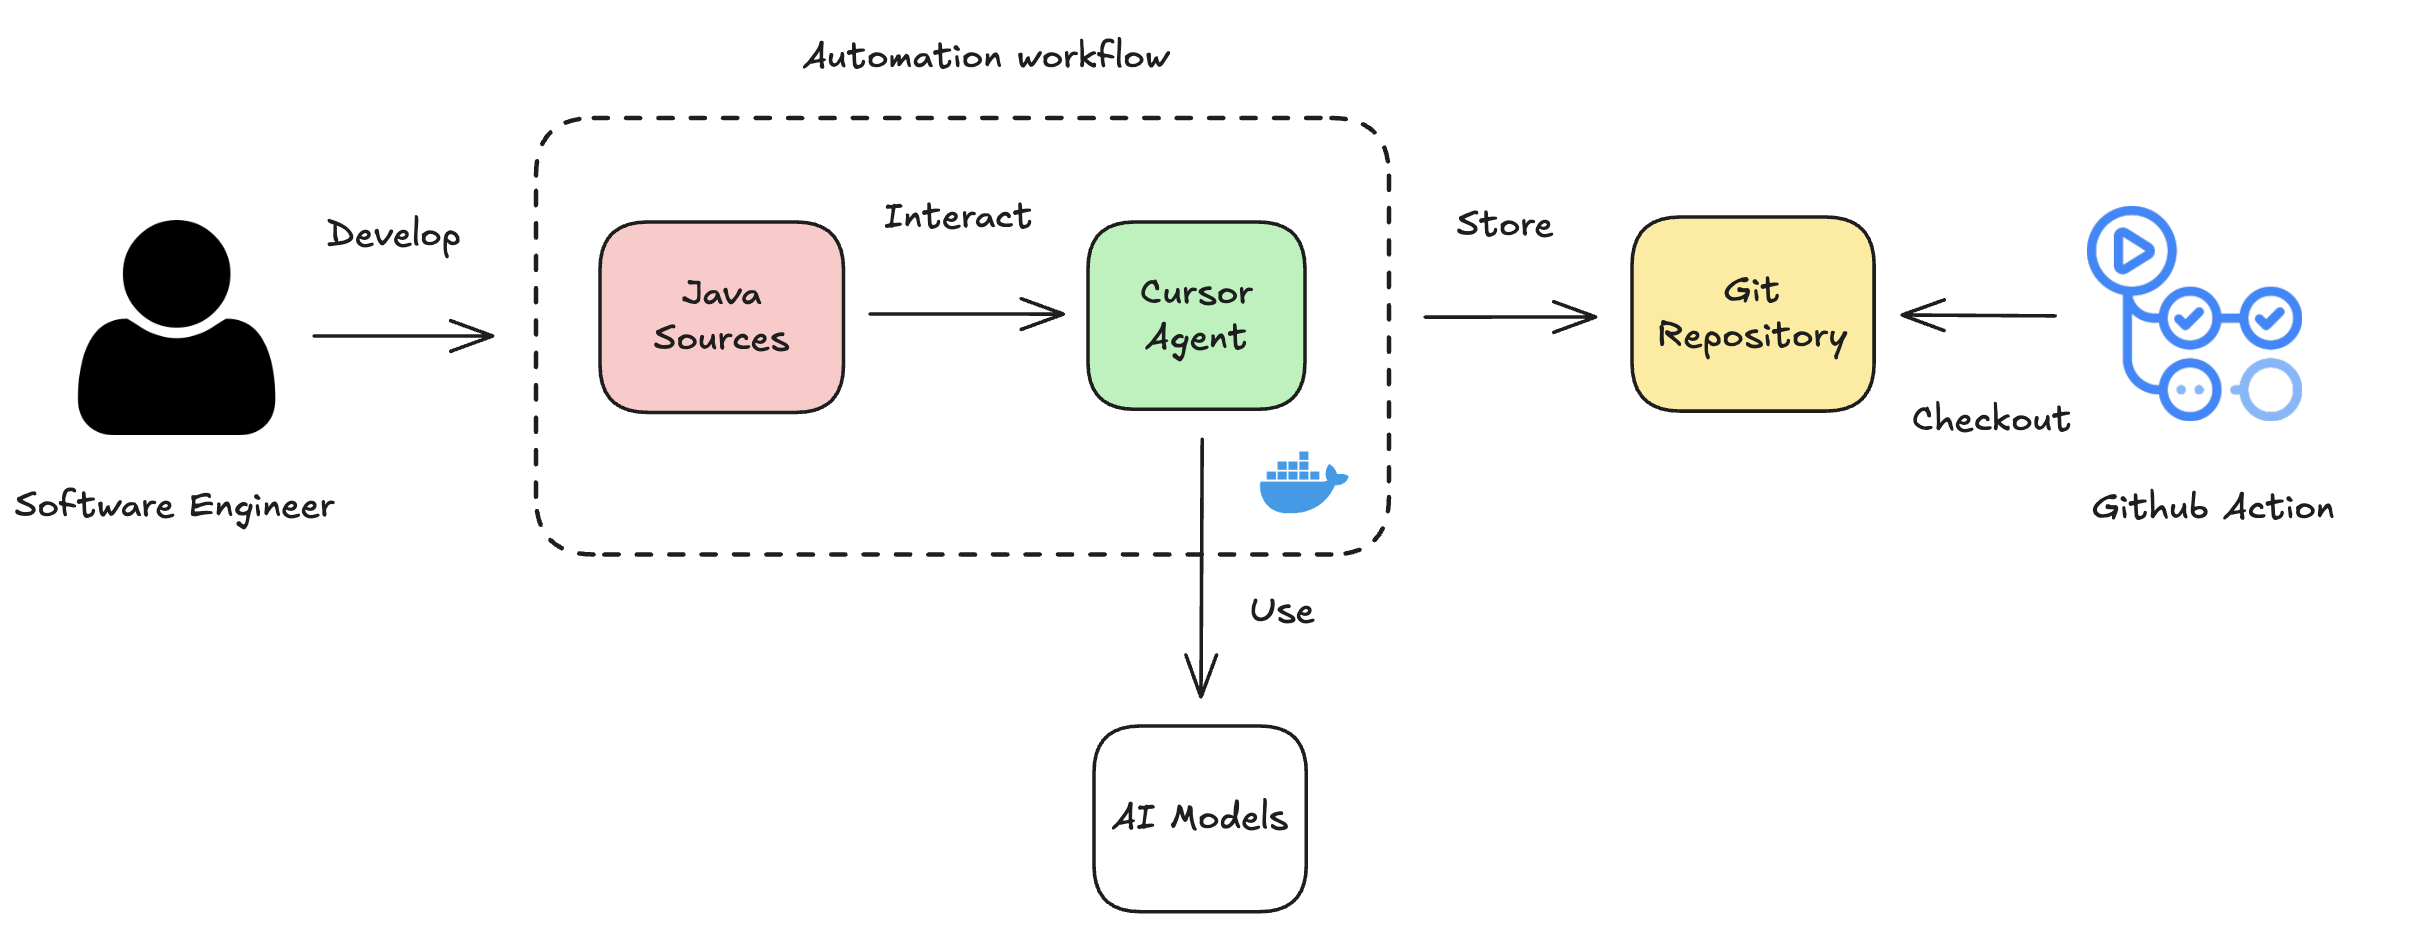 Automation workflow
Develop
Interact
Store
Java
Sources
Cursor
Agent
Git
Repository
Checkout
Software Engineer
Github Action
Use
AI Models